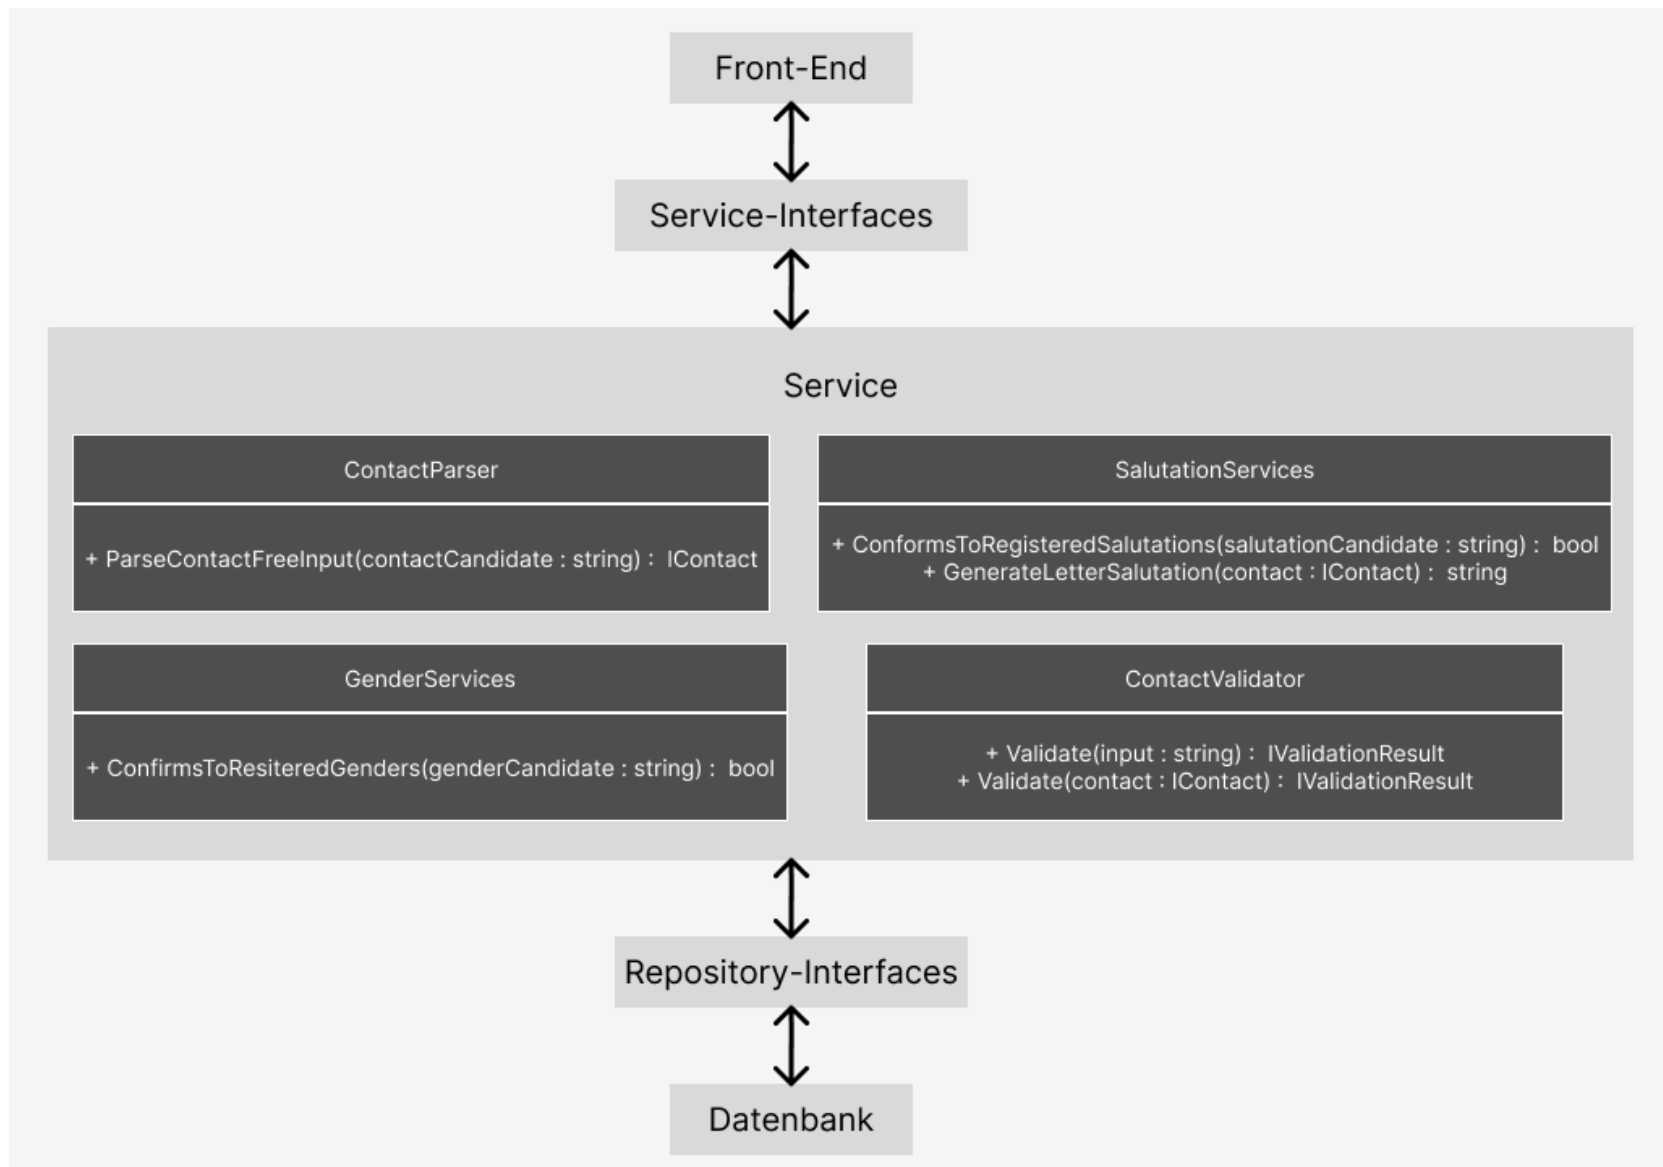 Front-End
Service-Interfaces
Service
ContactParser
+ ParseContactFreeInput(contactCandidate : string) : IContact
SalutationServices
+ ConformsToRegisteredSalutations(salutationCandidate : string) : bool
+ GenerateLetterSalutation(contact : IContact) : string
GenderServices
+ ConfirmsToResiteredGenders(genderCandidate : string) : bool
ContactValidator
+ Validate(input : string) : IValidationResult
+ Validate(contact : IContact) : IValidationResult
Repository-Interfaces
Datenbank